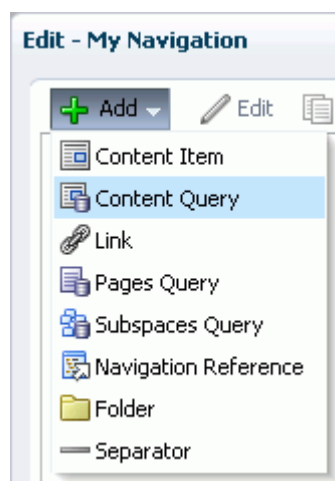 Edit - My Navigation
Add Edit
Content Item
Content Query
Link
Pages Query
Subspaces Query
Navigation Reference
Folder
Separator